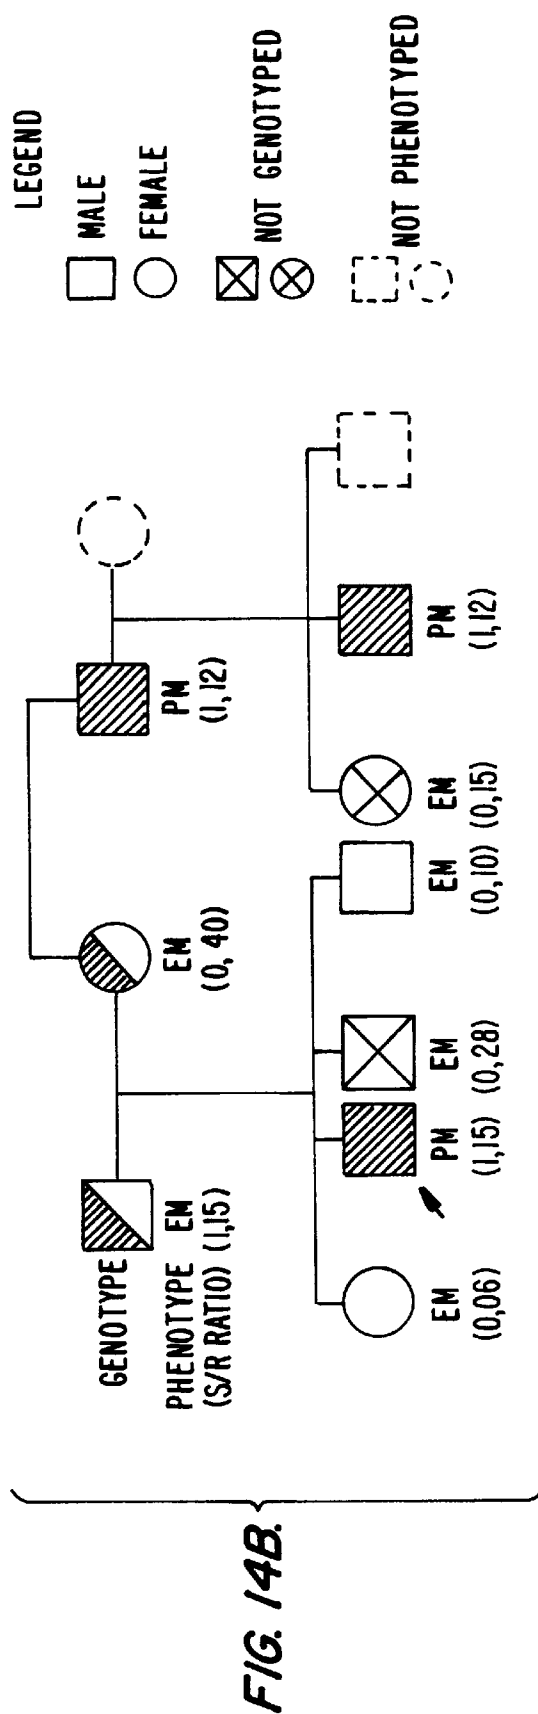 FIG. 14B.
GENOTYPE
PHENOTYPE EM
(S/R RATIO) (1,15)
EM
(0, 40)
PM
(1,12)
EM
(0,06)
PM
(1,15)
EM
(0,28)
EM
(0,10)
EM
(0,15)
PM
(1,12)
LEGEND
MALE
FEMALE
NOT GENOTYPED
NOT PHENOTYPED